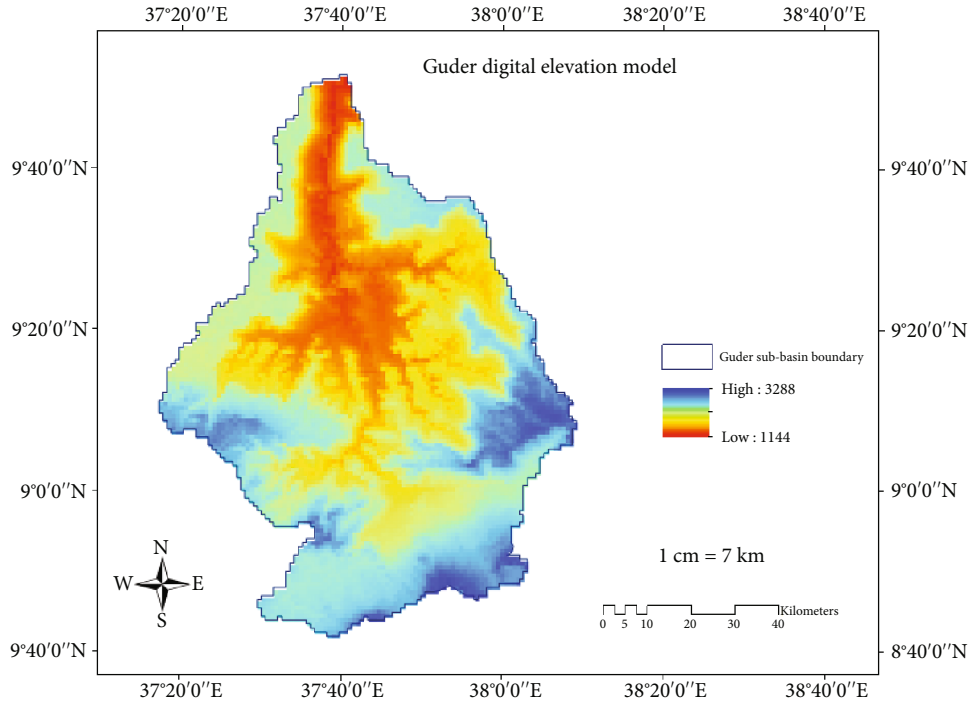 37°20′0′′E 37°40′0′′E 38°0′0′′E 38°20′0′′E 38°40′0′′E
Guder digital elevation model
9°40′0′′N 9°40′0′′N
9°20′0′′N 9°20′0′′N
Guder sub-basin boundary
High : 3288
Low : 1144
9°0′0′′N 9°0′0′′N
1 cm = 7 km
N
W E
S
Kilometers
0 5 10 20 30 40
9°40′0′′N 8°40′0′′N
37°20′0′′E 37°40′0′′E 38°0′0′′E 38°20′0′′E 38°40′0′′E